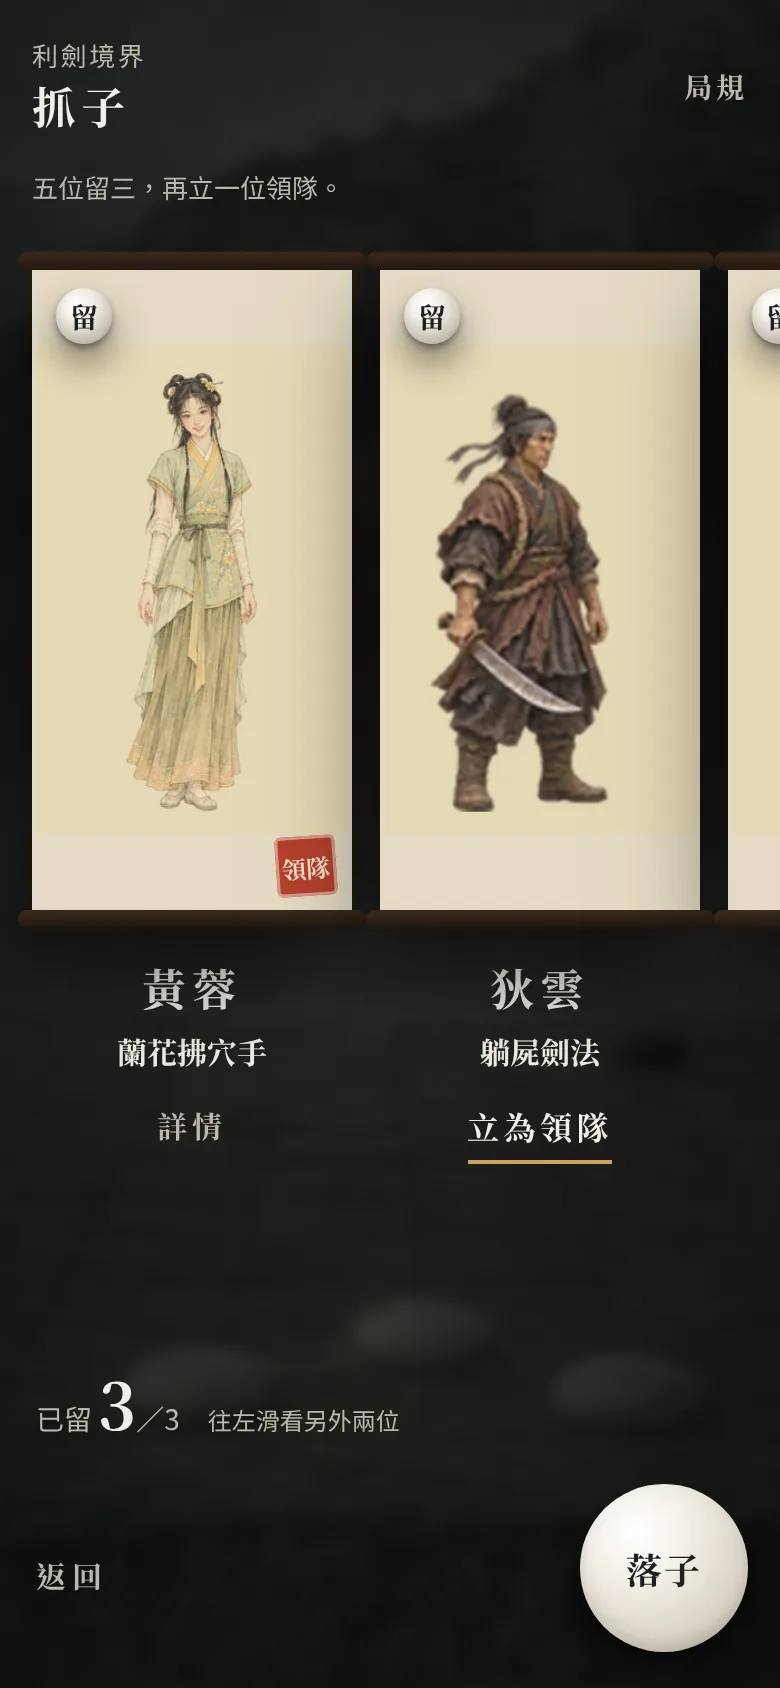 利劍境界
抓子
局規
五位留三，再立一位領隊。
留
留
留
領隊
黃蓉
狄雲
蘭花拂穴手
躺屍劍法
詳情
立為領隊
已留 3／3 往左滑看另外兩位
返回
落子